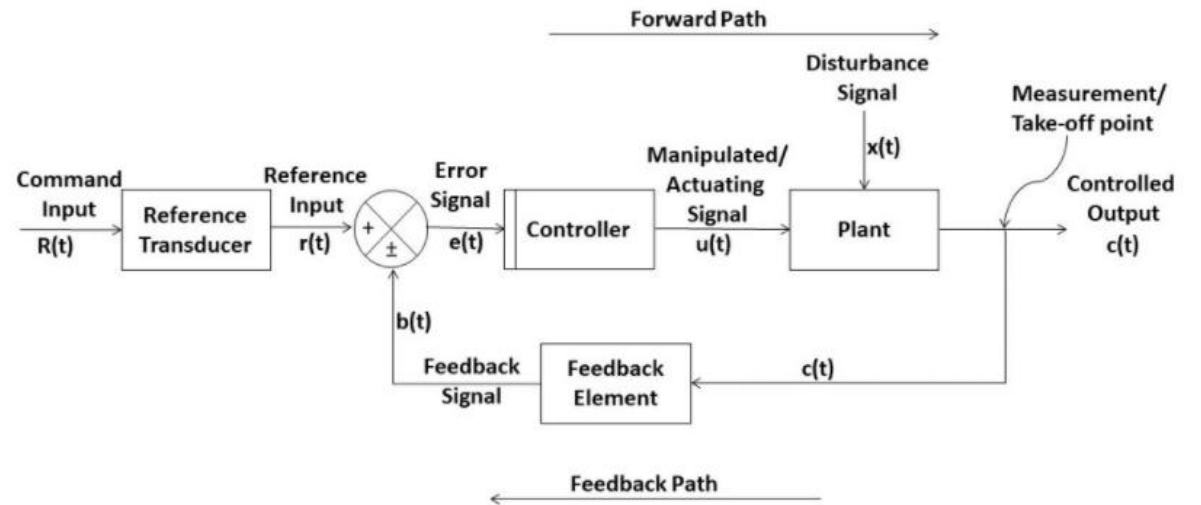 Forward Path
Disturbance
Signal
x(t)
Measurement/
Take-off point
Command
Input
R(t)
Reference
Transducer
Reference
Input
r(t)
+
±
Error
Signal
e(t)
Controller
Manipulated/
Actuating
Signal
u(t)
Plant
Controlled
Output
c(t)
b(t)
Feedback
Signal
Feedback
Element
c(t)
Feedback Path